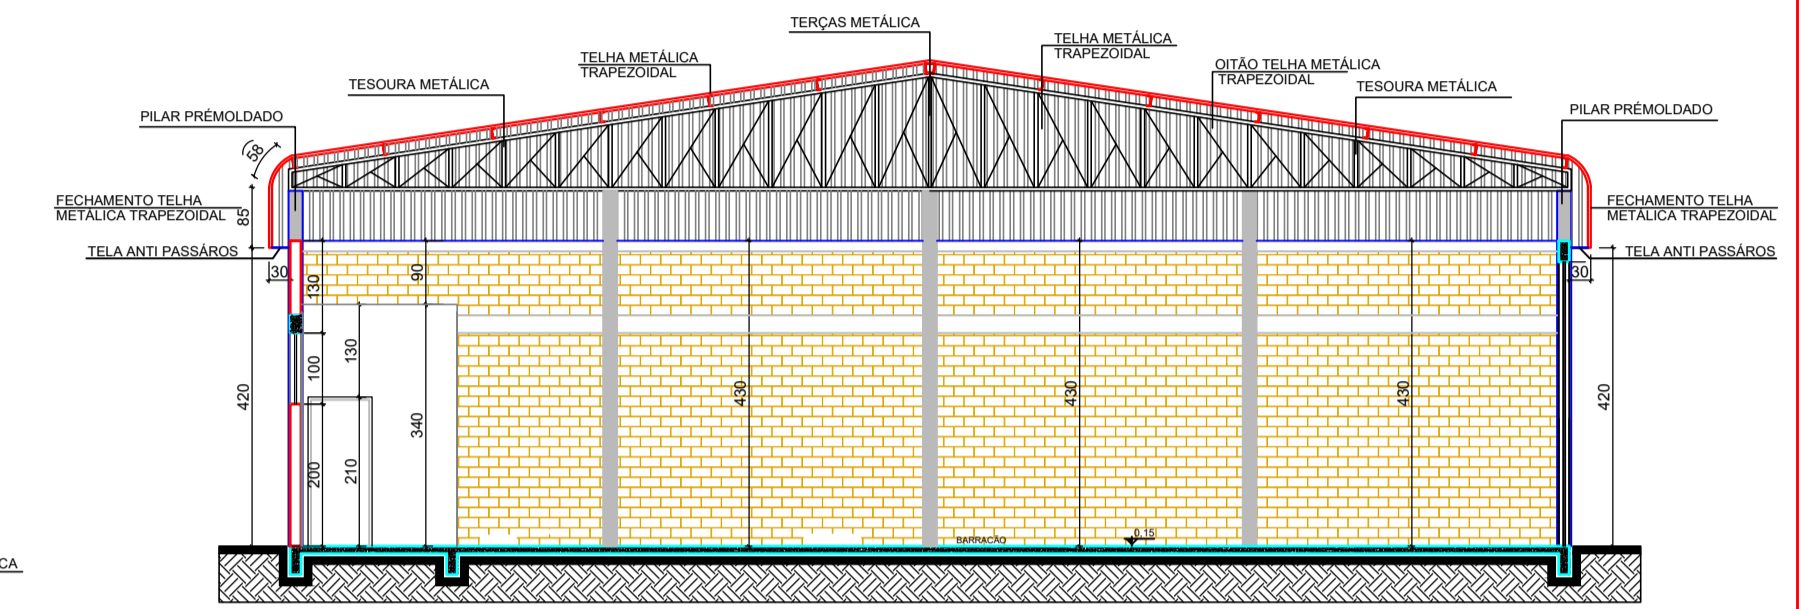 TERÇAS METÁLICA
TELHA METÁLICA
TRAPEZOIDAL
TELHA METÁLICA
TRAPEZOIDAL
OITÃO TELHA METÁLICA
TRAPEZOIDAL
TESOURA METÁLICA
TESOURA METÁLICA
PILAR PRÉMOLDADO
PILAR PRÉMOLDADO
(58
FECHAMENTO TELHA
METÁLICA TRAPEZOIDAL
85
FECHAMENTO TELHA
METÁLICA TRAPEZOIDAL
TELA ANTI PASSÁROS
TELA ANTI PASSÁROS
30
130
90
30
100
130
420
200
210
340
430
430
430
420
BARRACÃO
0,15
CA